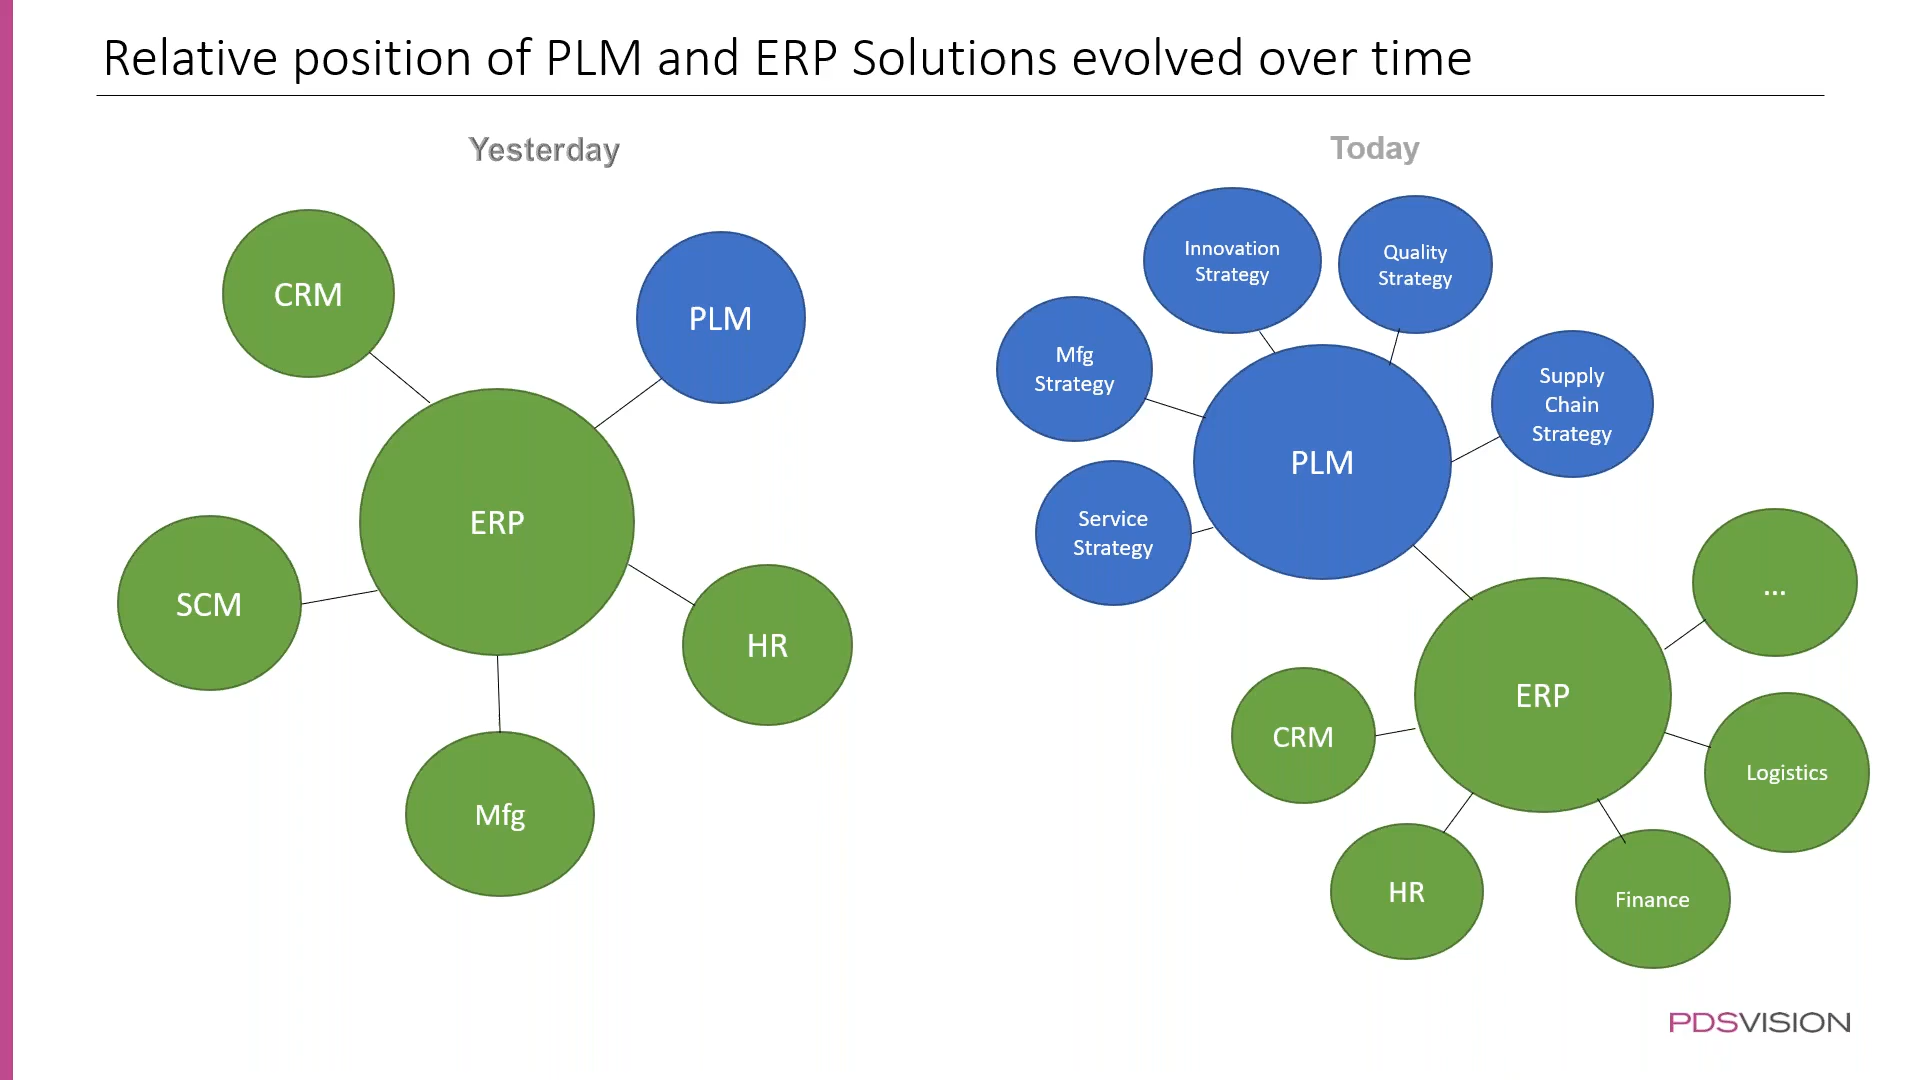 Relative position of PLM and ERP Solutions evolved over time
Yesterday
CRM
PLM
ERP
SCM
HR
Mfg
Today
Innovation
Strategy
Quality
Strategy
Mfg
Strategy
Supply
Chain
Strategy
PLM
Service
Strategy
...
ERP
CRM
Logistics
HR
Finance
PDSVISION